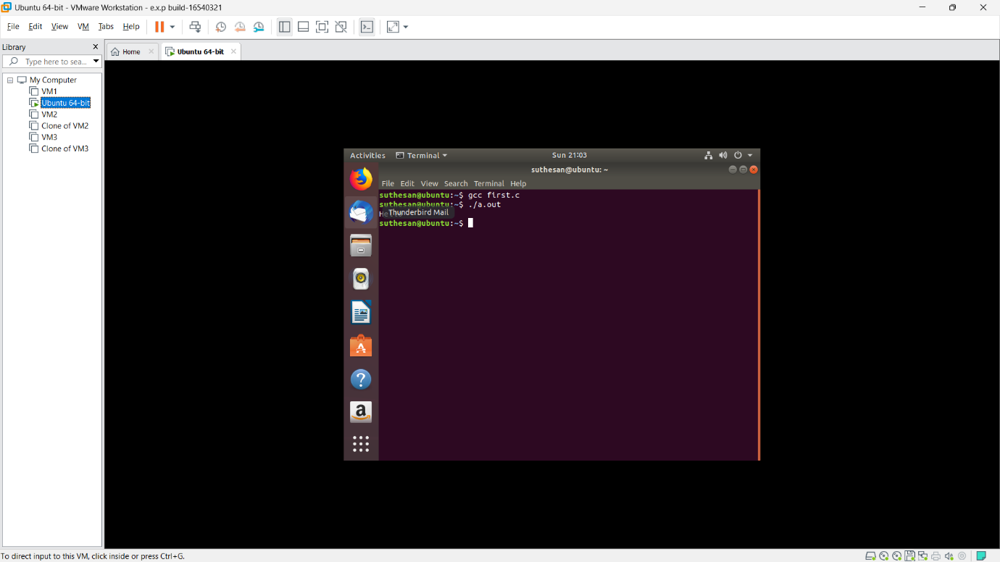 Ubuntu 64-bit - VMware Workstation - e.x.p build-16540321
File Edit View VM Tabs Help
Library
Type here to sea...
Home
Ubuntu 64-bit
My Computer
VM1
Ubuntu 64-bit
VM2
Clone of VM2
VM3
Clone of VM3
Activities Terminal Sun 21:03
suthesan@ubuntu: ~
File Edit View Search Terminal Help
suthesan@ubuntu:~$ gcc first.c
suthesan@ubuntu:~$ ./a.out
Thunderbird Mail
suthesan@ubuntu:~$
To direct input to this VM, click inside or press Ctrl+G.